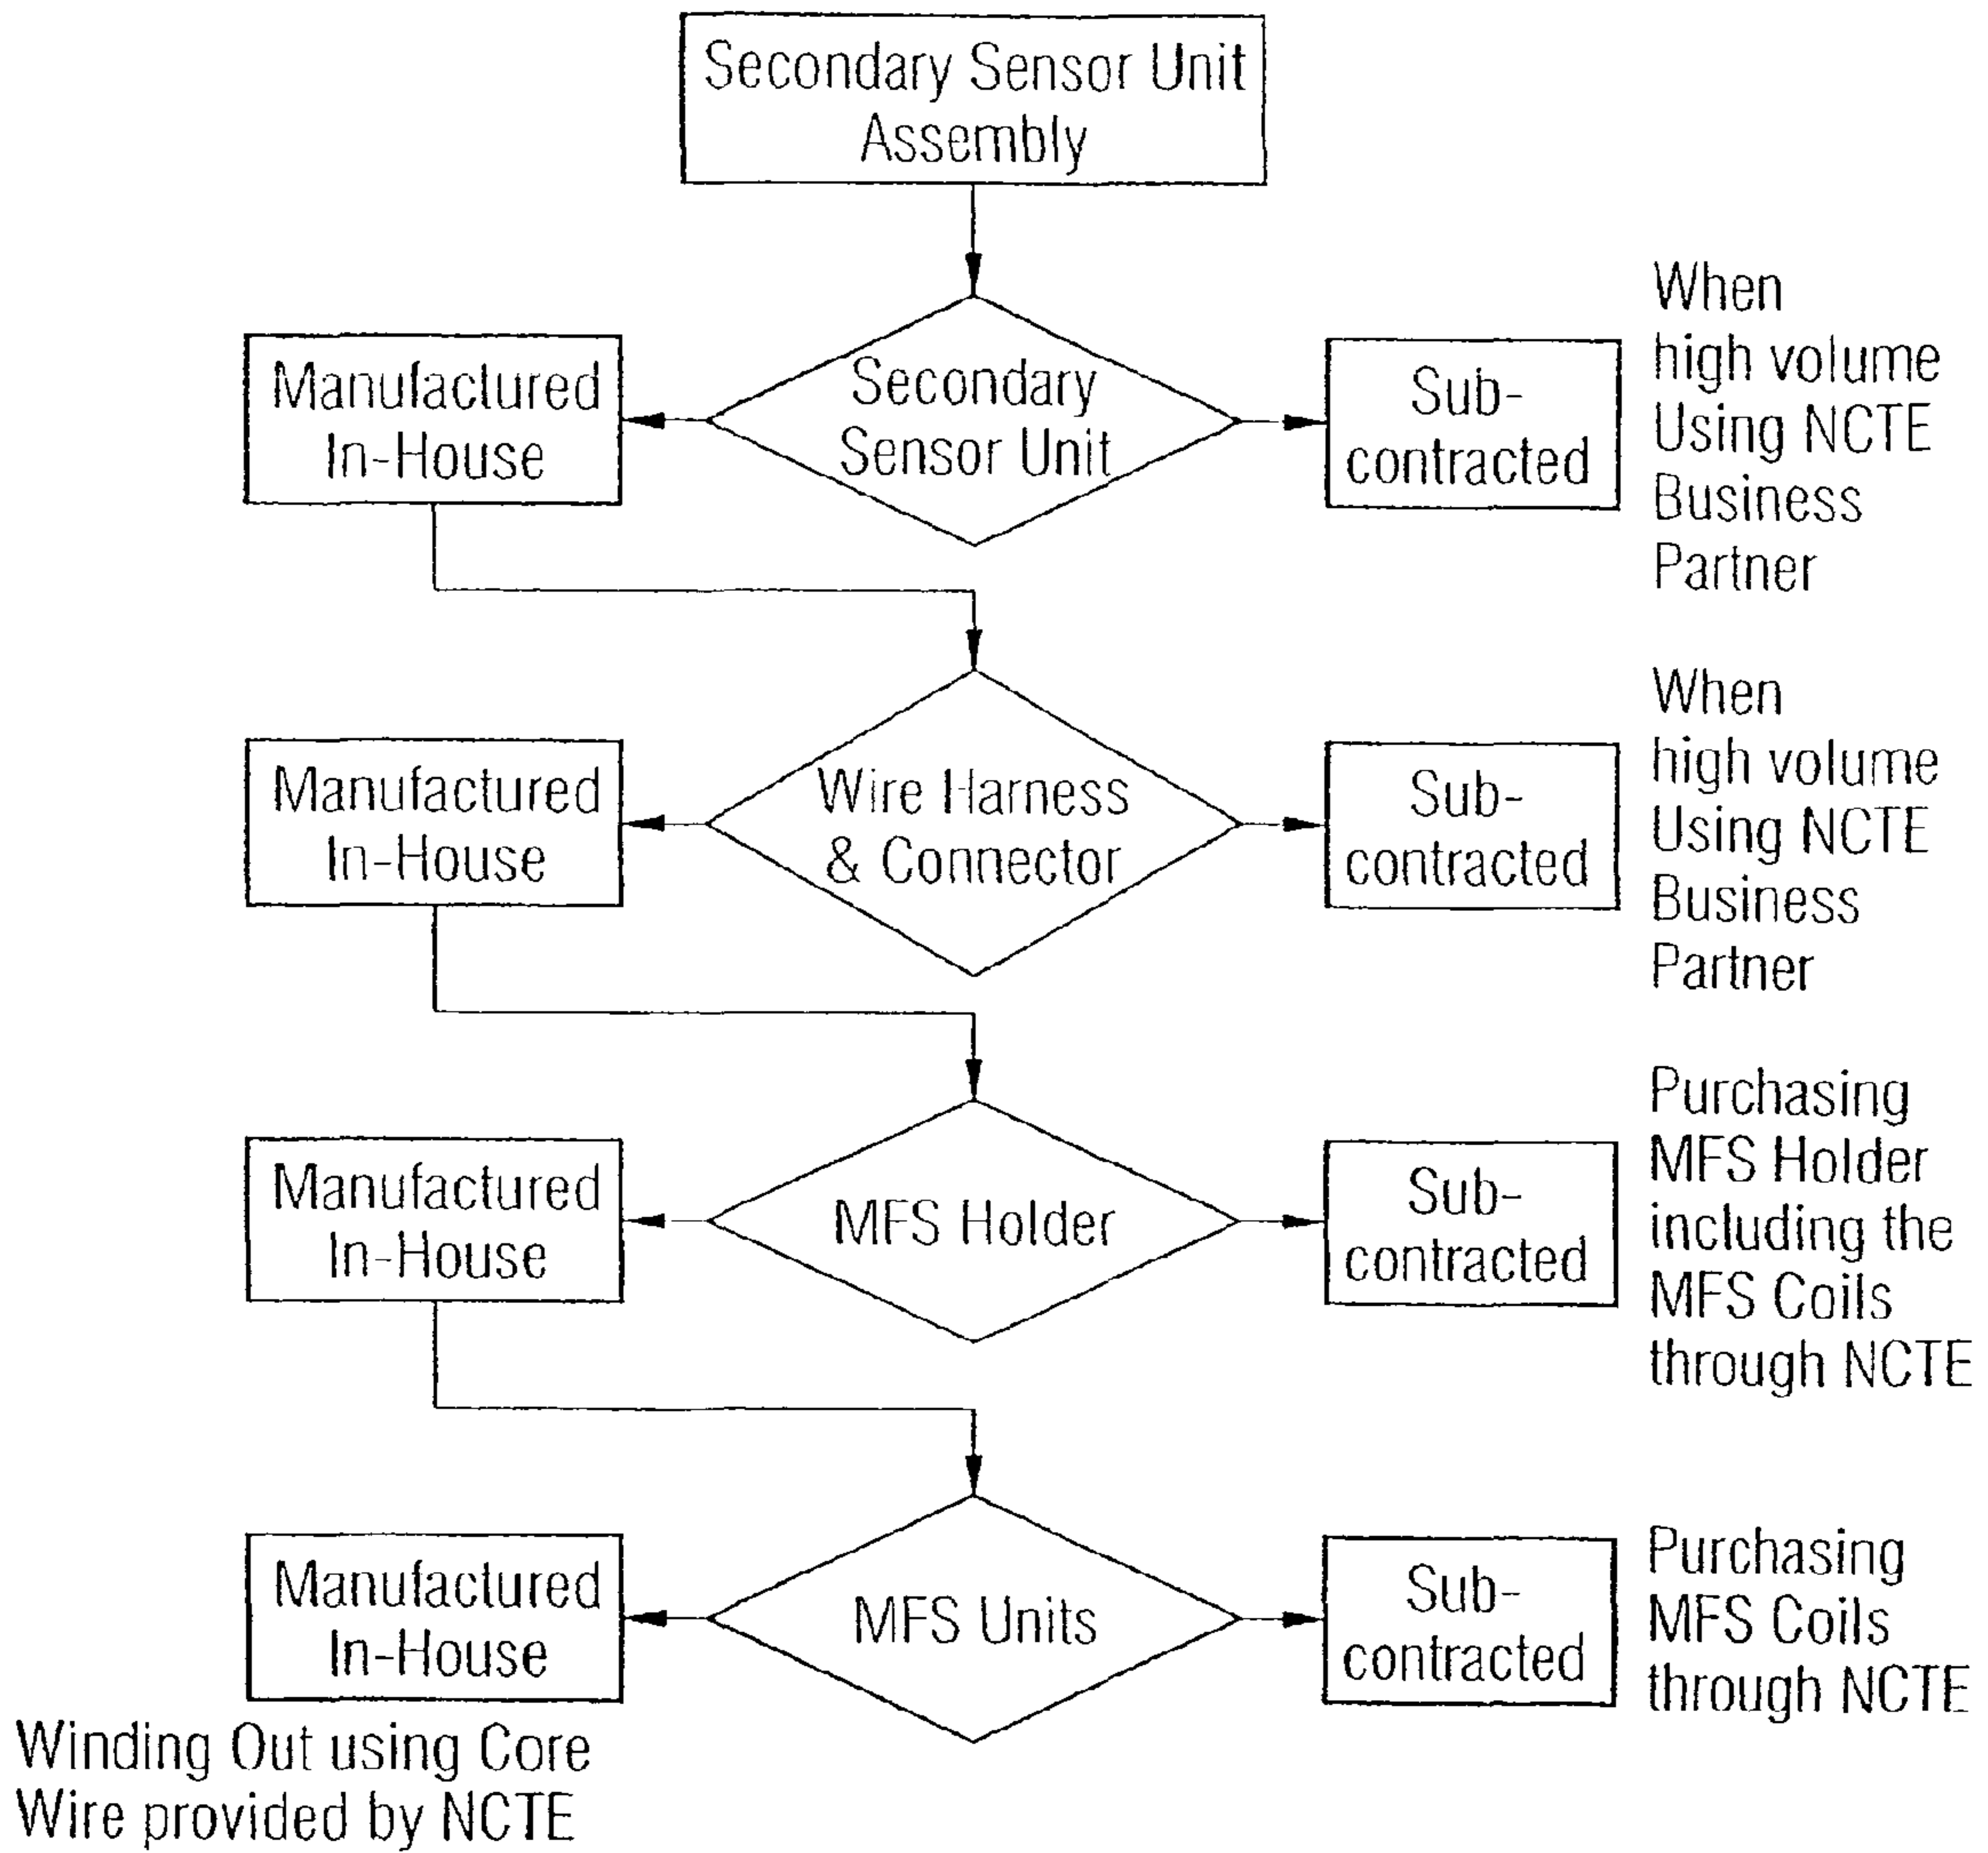 Secondary Sensor Unit
Assembly
Manufactured
In-House
Secondary
Sensor Unit
Sub-
contracted
When
high volume
Using NCTE
Business
Partner
Manufactured
In-House
Wire Harness
& Connector
Sub-
contracted
When
high volume
Using NCTE
Business
Partner
Manufactured
In-House
MFS Holder
Sub-
contracted
Purchasing
MFS Holder
including the
MFS Coils
through NCTE
Manufactured
In-House
MFS Units
Sub-
contracted
Purchasing
MFS Coils
through NCTE
Winding Out using Core
Wire provided by NCTE